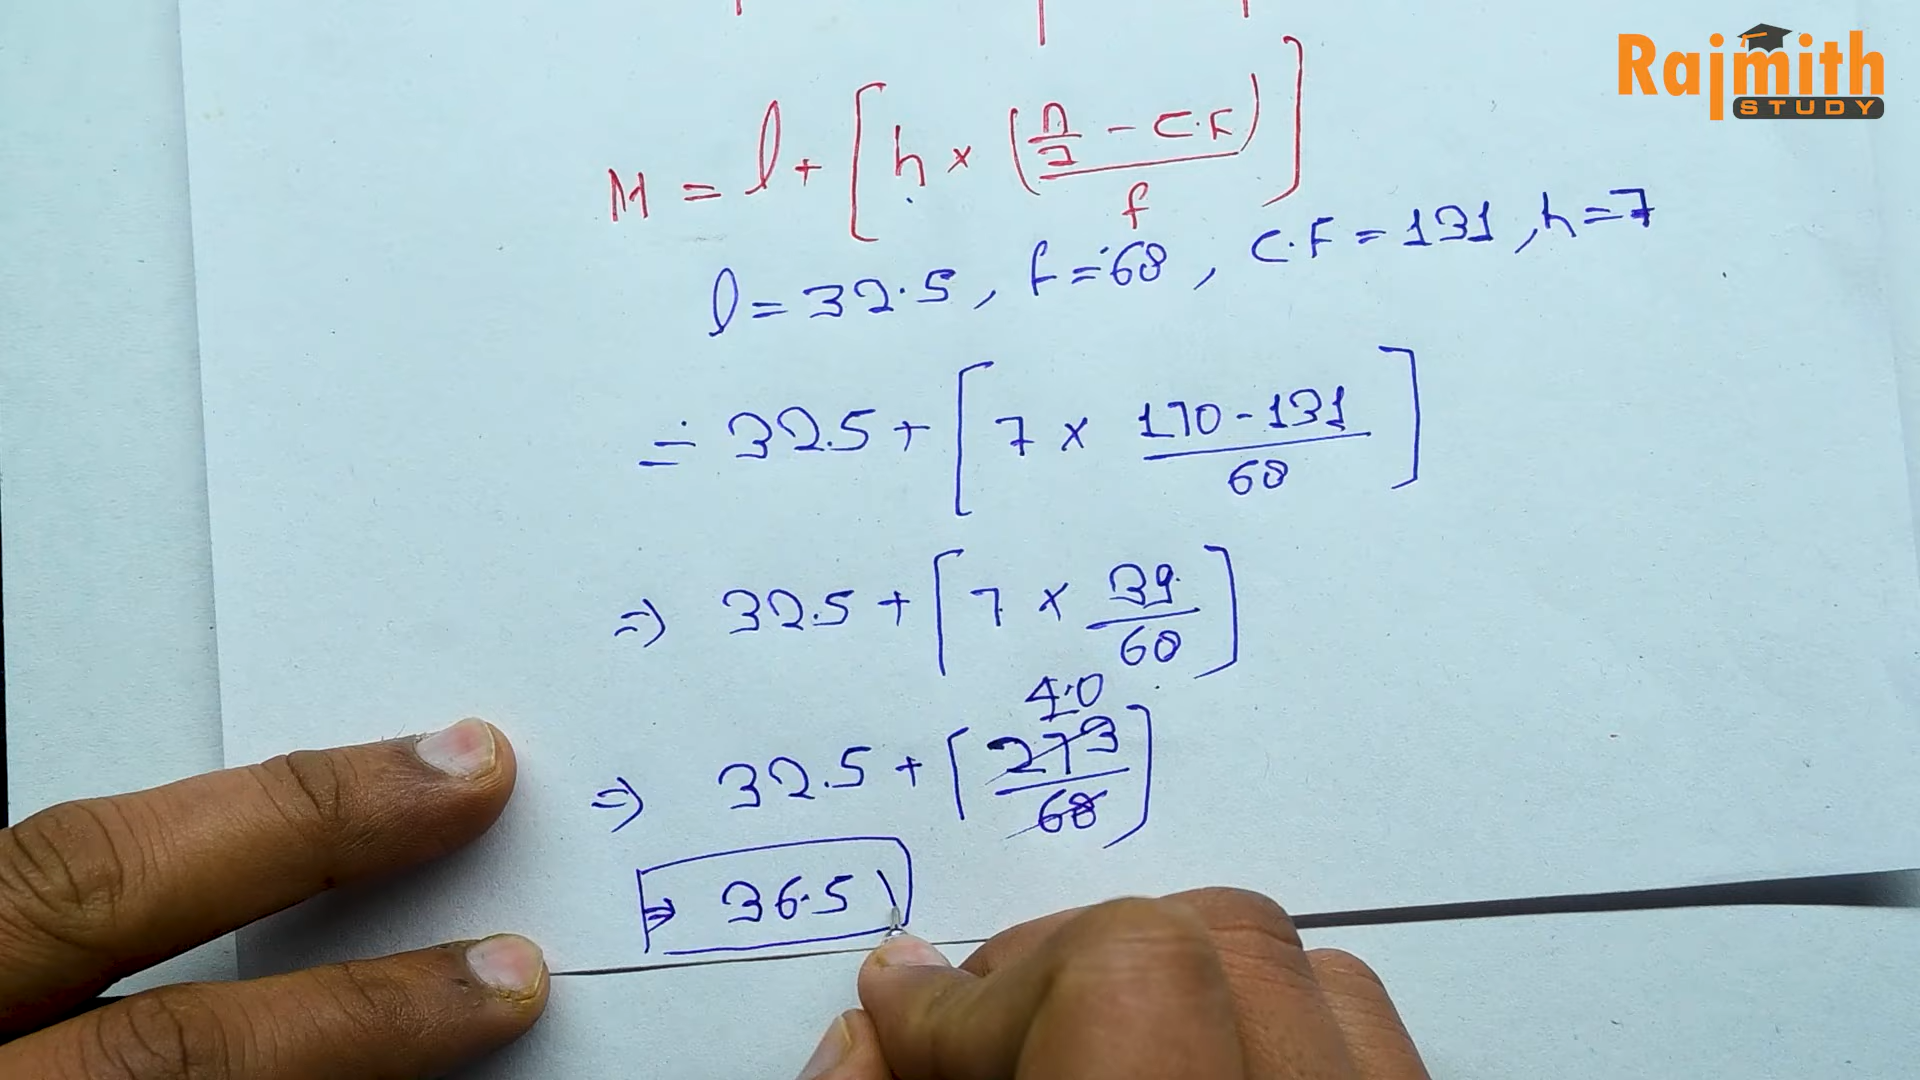 Rajmith
STUDY
M = l + [h × (n/2 - C.F)/f]
l = 32.5, f = 68, C.F = 131, h = 7
= 32.5 + [7 × 170-131/68]
⇒ 32.5 + [7 × 39/68]
4.0
⇒ 32.5 + [273/68]
⇒ 36.5